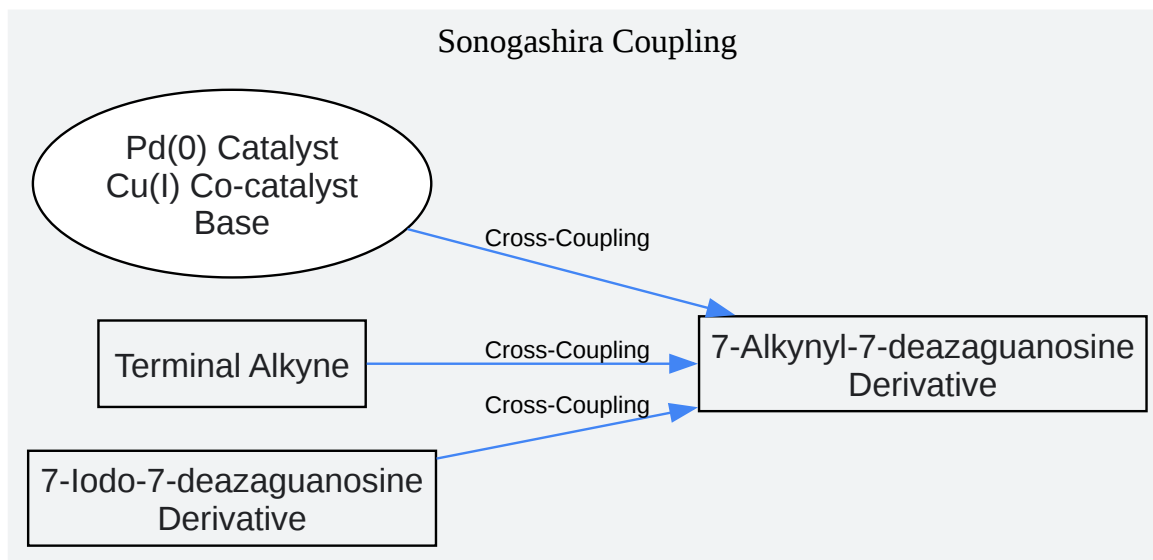 Sonogashira Coupling
Pd(0) Catalyst
Cu(I) Co-catalyst
Base
Cross-Coupling
Terminal Alkyne
Cross-Coupling
7-Alkynyl-7-deazaguanosine
Derivative
Cross-Coupling
7-Iodo-7-deazaguanosine
Derivative